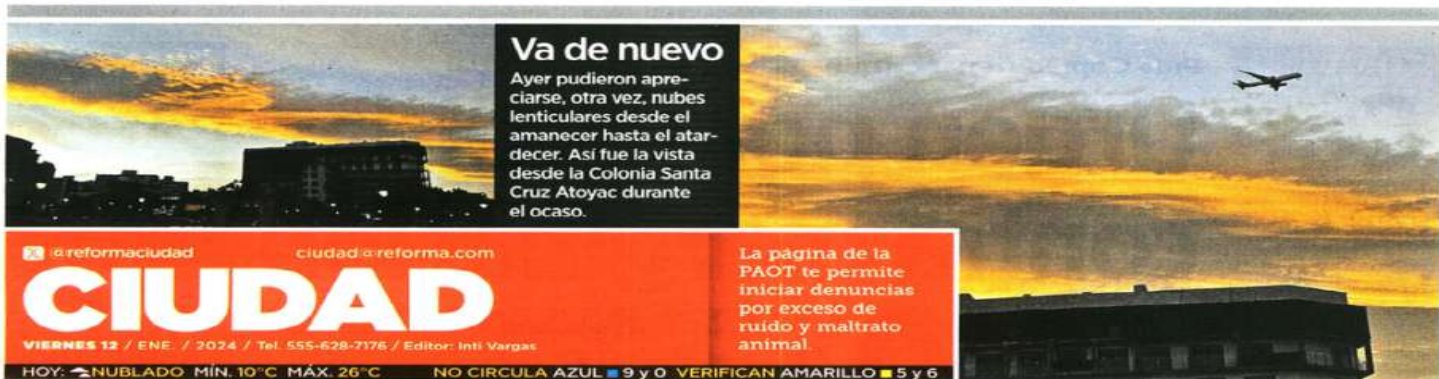 Va de nuevo
Ayer pudieron apre-
ciarse, otra vez, nubes
lenticulares desde el
amanecer hasta el atar-
decer. Así fue la vista
desde la Colonia Santa
Cruz Atoyac durante
el ocaso.
@reformaciudad ciudad@reforma.com
CIUDAD
VIERNES 12 / ENE. / 2024 / Tel. 555-628-7176 / Editor: Inti Vargas
La página de la
PAOT te permite
iniciar denuncias
por exceso de
ruido y maltrato
animal.
HOY: NUBLADO MÍN. 10°C MÁX. 26°C NO CIRCULA AZUL 9 y 0 VERIFICAN AMARILLO 5 y 6